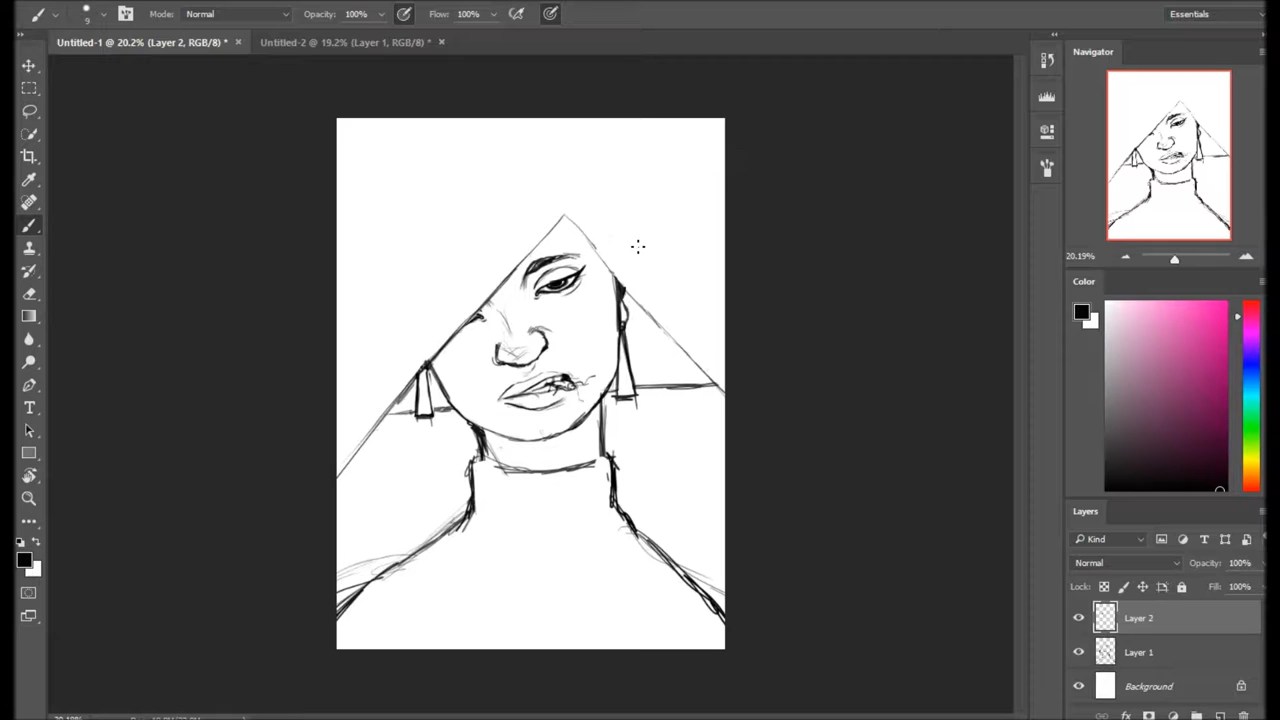 9 Mode: Normal Opacity: 100% Flow: 100% Essentials
Untitled-1 @ 20.2% (Layer 2, RGB/8) * × Untitled-2 @ 19.2% (Layer 1, RGB/8) * ×
Navigator
20.19%
Color
Layers
Kind
Normal Opacity: 100%
Lock: Fill: 100%
Layer 2
Layer 1
Background